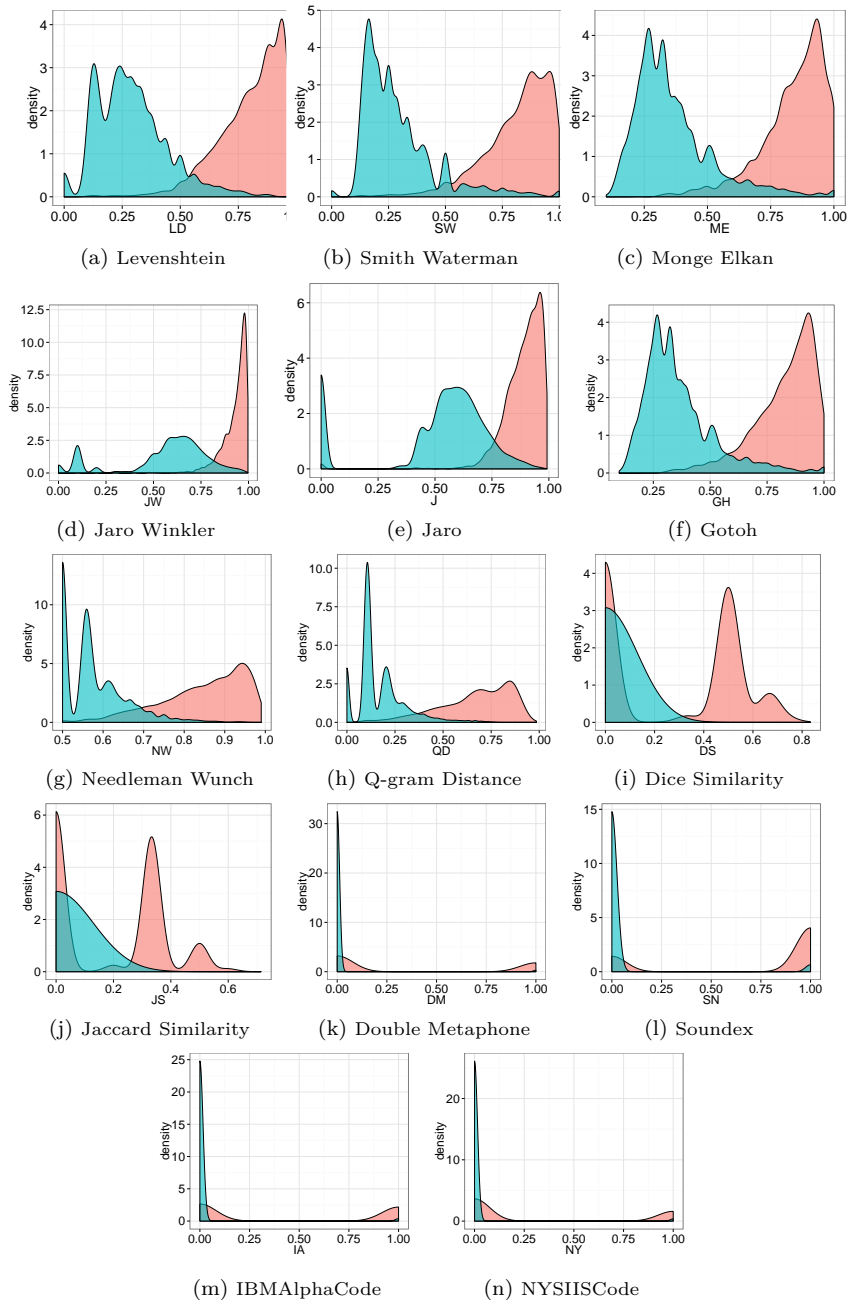 density
4
3
2
1
0
0.00 0.25 0.50 0.75 1
LD
(a) Levenshtein
density
5
4
3
2
1
0
0.00 0.25 0.50 0.75 1.0
SW
(b) Smith Waterman
density
4
3
2
1
0
0.25 0.50 0.75 1.00
ME
(c) Monge Elkan
density
12.5
10.0
7.5
5.0
2.5
0.0
0.00 0.25 0.50 0.75 1.00
JW
(d) Jaro Winkler
density
6
4
2
0
0.00 0.25 0.50 0.75 1.00
J
(e) Jaro
density
4
3
2
1
0
0.25 0.50 0.75 1.00
GH
(f) Gotoh
density
10
5
0
0.5 0.6 0.7 0.8 0.9 1.0
NW
(g) Needleman Wunch
density
10.0
7.5
5.0
2.5
0.0
0.00 0.25 0.50 0.75 1.00
QD
(h) Q-gram Distance
density
4
3
2
1
0
0.0 0.2 0.4 0.6 0.8
DS
(i) Dice Similarity
density
6
4
2
0
0.0 0.2 0.4 0.6
JS
(j) Jaccard Similarity
density
30
20
10
0
0.00 0.25 0.50 0.75 1.00
DM
(k) Double Metaphone
density
15
10
5
0
0.00 0.25 0.50 0.75 1.00
SN
(l) Soundex
density
25
20
15
10
5
0
0.00 0.25 0.50 0.75 1.00
IA
(m) IBMAlphaCode
density
20
10
0
0.00 0.25 0.50 0.75 1.00
NY
(n) NYSIISCode